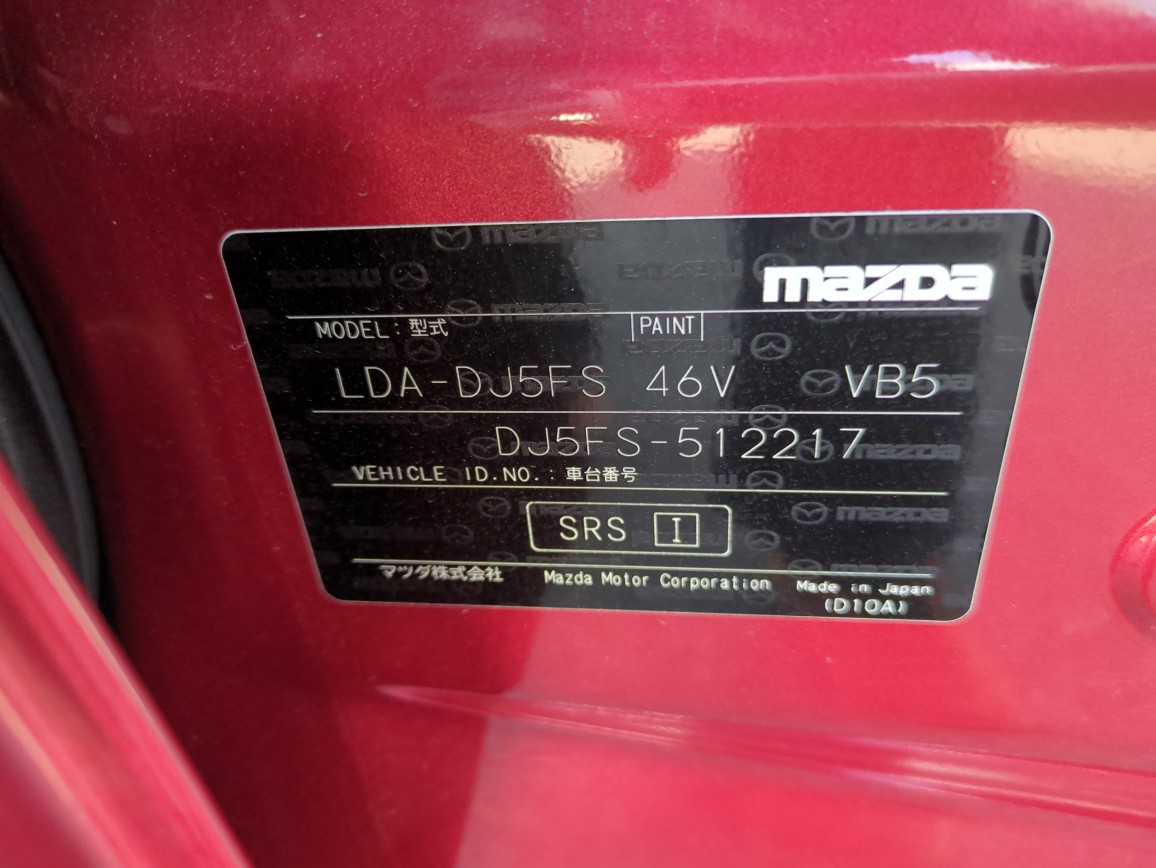 mazda
MODEL : 型式 PAINT
LDA-DJ5FS 46V VB5
DJ5FS-512217
VEHICLE ID.NO. : 車台番号
SRS I
マツダ株式会社 Mazda Motor Corporation Made in Japan
(D10A)